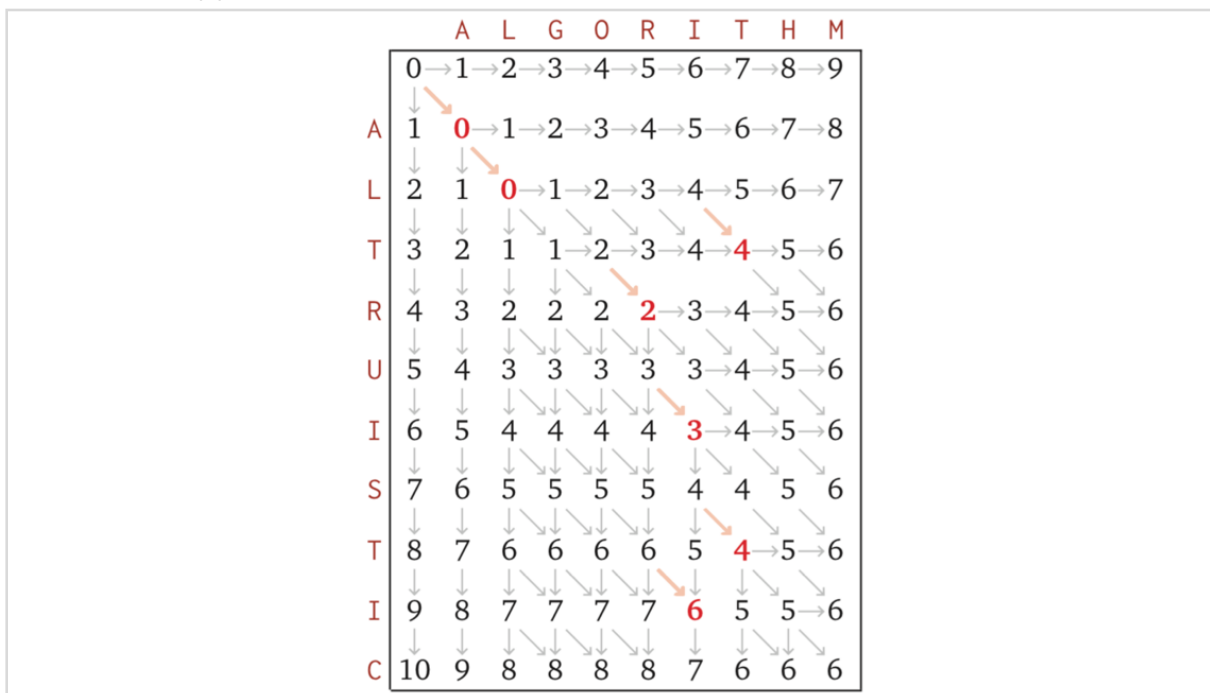 A L G O R I T H M
0 1 2 3 4 5 6 7 8 9
A 1 0 1 2 3 4 5 6 7 8
L 2 1 0 1 2 3 4 5 6 7
T 3 2 1 1 2 3 4 4 5 6
R 4 3 2 2 2 2 3 4 5 6
U 5 4 3 3 3 3 3 4 5 6
I 6 5 4 4 4 4 3 4 5 6
S 7 6 5 5 5 5 4 4 5 6
T 8 7 6 6 6 6 5 4 5 6
I 9 8 7 7 7 7 6 5 5 6
C 10 9 8 8 8 8 7 6 6 6